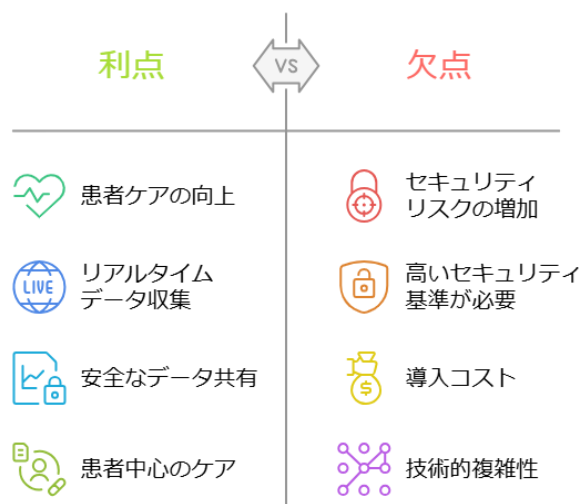 利点
VS
欠点
患者ケアの向上
セキュリティ
リスクの増加
LIVE
リアルタイム
データ収集
高いセキュリティ
基準が必要
安全なデータ共有
$
導入コスト
患者中心のケア
技術的複雑性